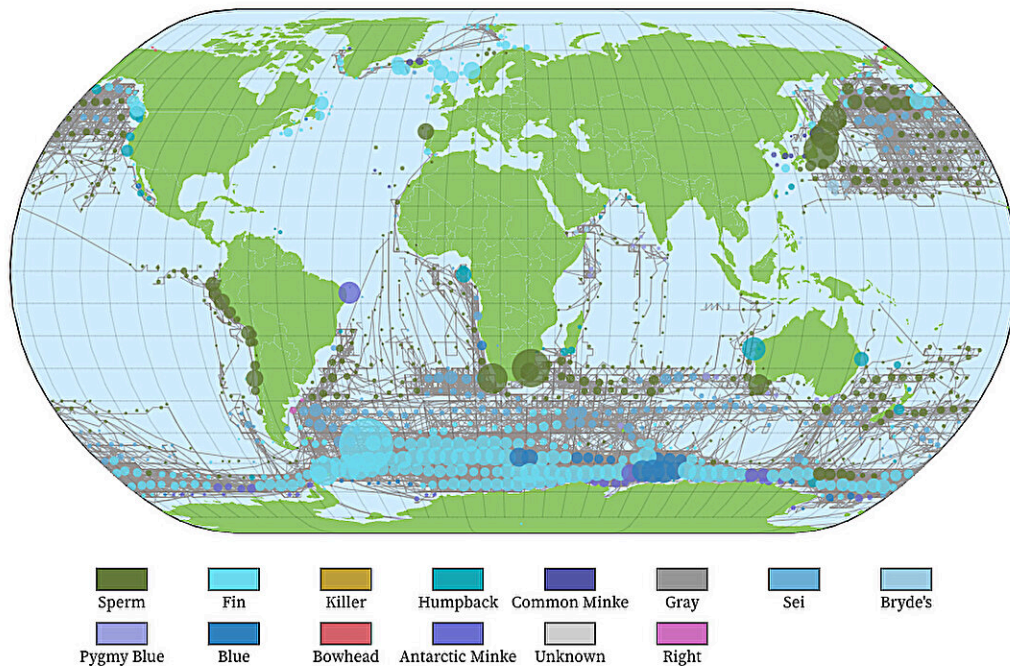 Sperm Fin Killer Humpback Common Minke Gray Sei Bryde's
Pygmy Blue Blue Bowhead Antarctic Minke Unknown Right